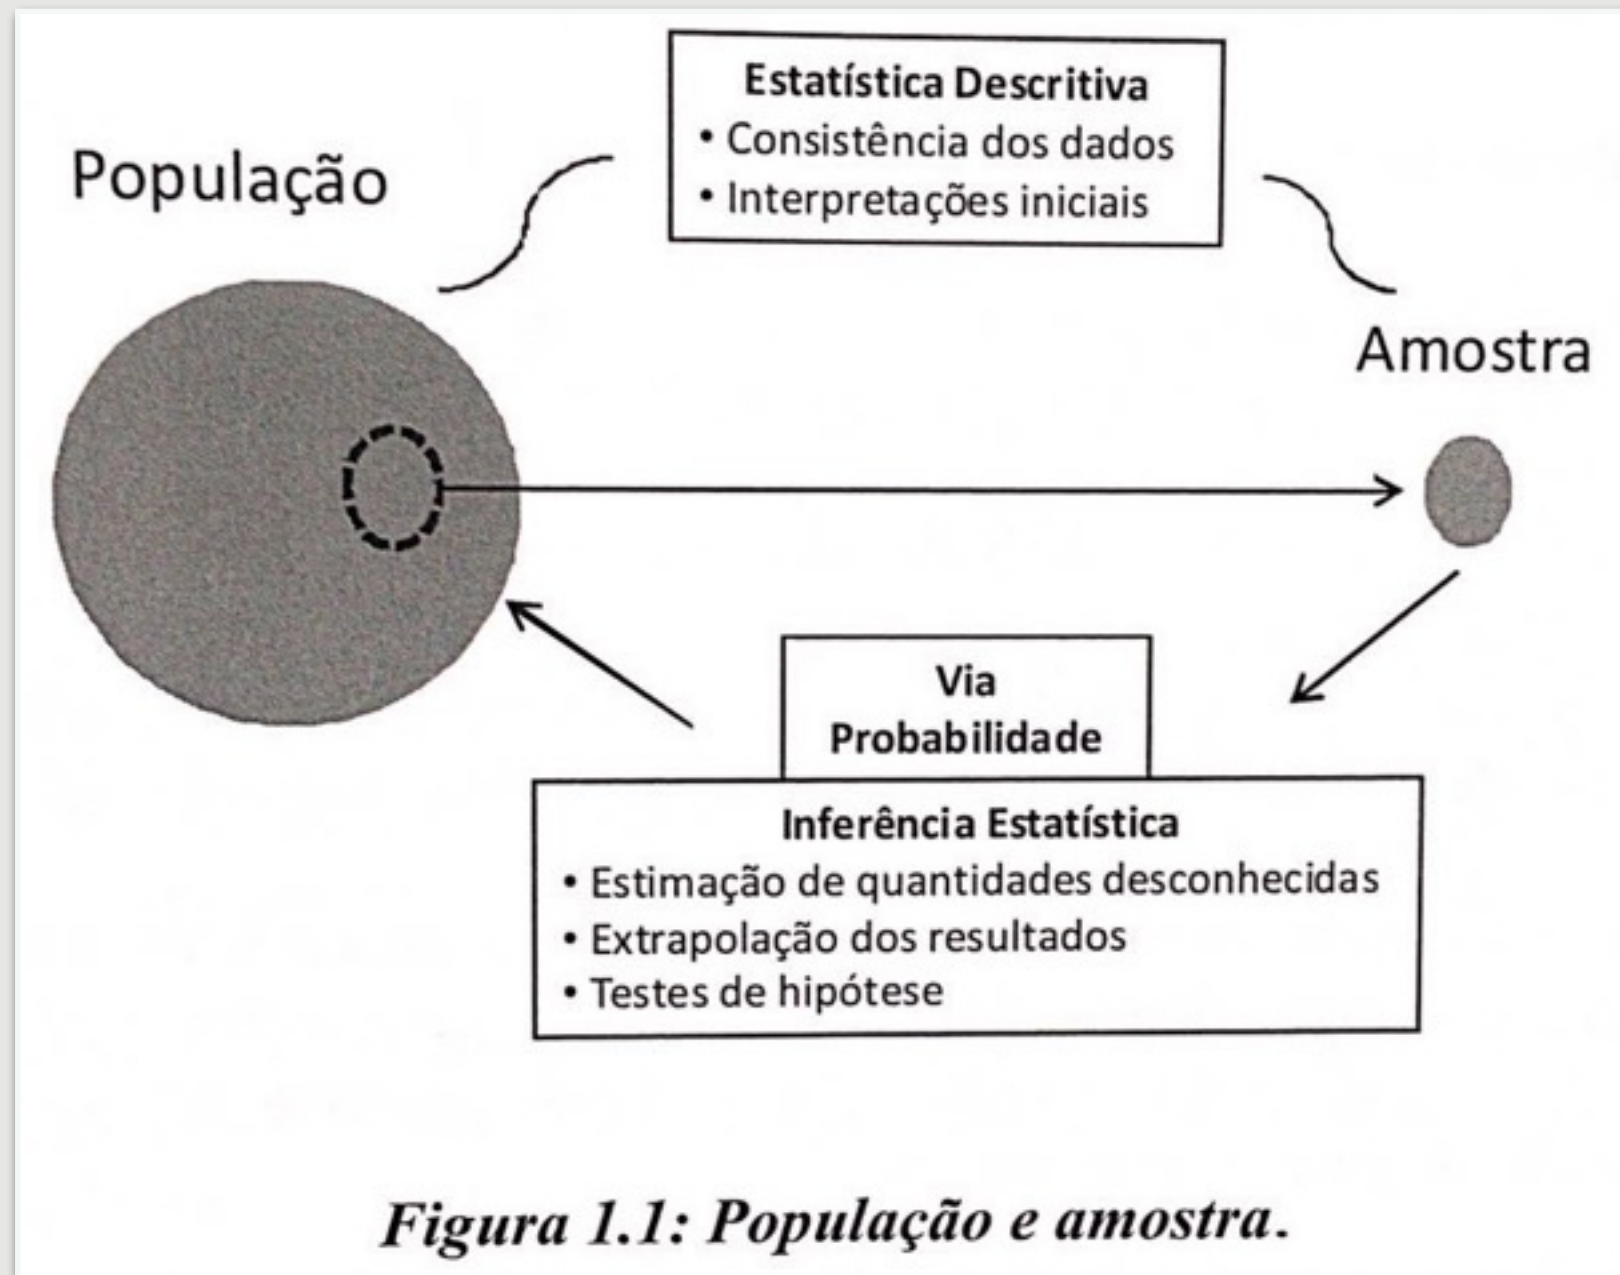 Estatística Descritiva
• Consistência dos dados
• Interpretações iniciais
População
Amostra
Via
Probabilidade
Inferência Estatística
• Estimação de quantidades desconhecidas
• Extrapolação dos resultados
• Testes de hipótese
Figura 1.1: População e amostra.